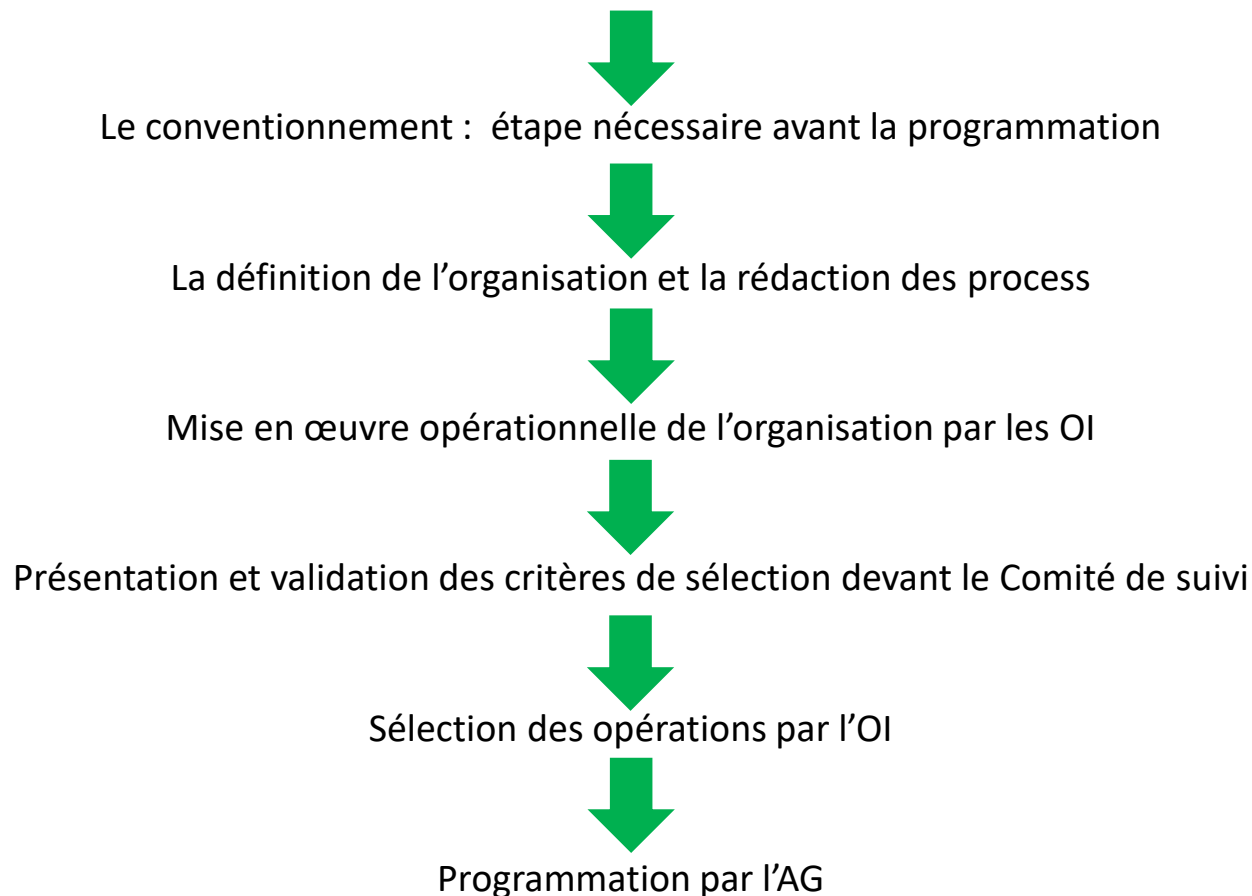 Le conventionnement : étape nécessaire avant la programmation
La définition de l’organisation et la rédaction des process
Mise en œuvre opérationnelle de l’organisation par les OI
Présentation et validation des critères de sélection devant le Comité de suivi
Sélection des opérations par l’OI
Programmation par l’AG